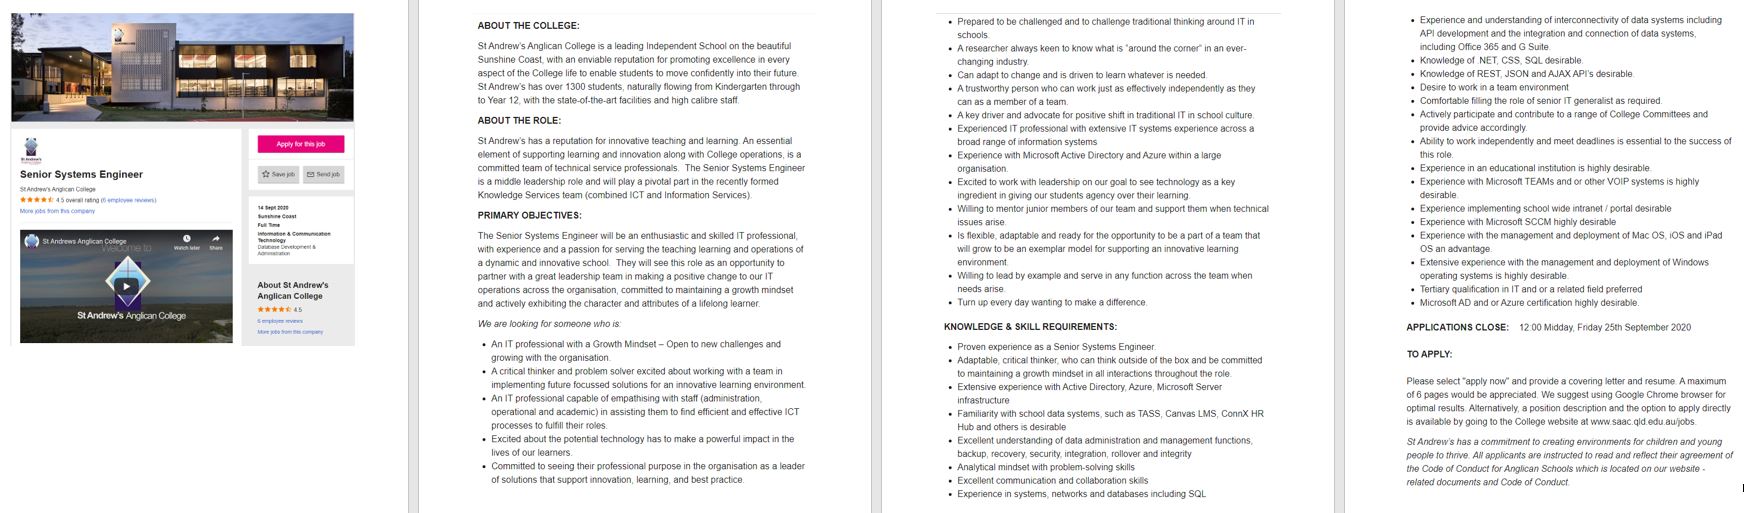 St Andrew's
Apply for this job
Save job
Send job
Senior Systems Engineer
St Andrew's Anglican College
4.5 overall rating (6 employee reviews)
More jobs from this company
14 Sept 2020
Sunshine Coast
Full Time
Information & Communication
Technology
Database Development &
Administration
St Andrews Anglican College
Welcome to
Watch later
Share
St Andrew's Anglican College
About St Andrew's
Anglican College
4.5
6 employee reviews
More jobs from this company
ABOUT THE COLLEGE:
St Andrew's Anglican College is a leading Independent School on the beautiful
Sunshine Coast, with an enviable reputation for promoting excellence in every
aspect of the College life to enable students to move confidently into their future.
St Andrew's has over 1300 students, naturally flowing from Kindergarten through
to Year 12, with the state-of-the-art facilities and high calibre staff.
ABOUT THE ROLE:
St Andrew's has a reputation for innovative teaching and learning. An essential
element of supporting learning and innovation along with College operations, is a
committed team of technical service professionals. The Senior Systems Engineer
is a middle leadership role and will play a pivotal part in the recently formed
Knowledge Services team (combined ICT and Information Services).
PRIMARY OBJECTIVES:
The Senior Systems Engineer will be an enthusiastic and skilled IT professional,
with experience and a passion for serving the teaching learning and operations of
a dynamic and innovative school. They will see this role as an opportunity to
partner with a great leadership team in making a positive change to our IT
operations across the organisation, committed to maintaining a growth mindset
and actively exhibiting the character and attributes of a lifelong learner.
We are looking for someone who is:
• An IT professional with a Growth Mindset – Open to new challenges and
growing with the organisation.
• A critical thinker and problem solver excited about working with a team in
implementing future focussed solutions for an innovative learning environment.
• An IT professional capable of empathising with staff (administration,
operational and academic) in assisting them to find efficient and effective ICT
processes to fulfill their roles.
• Excited about the potential technology has to make a powerful impact in the
lives of our learners.
• Committed to seeing their professional purpose in the organisation as a leader
of solutions that support innovation, learning, and best practice.
• Prepared to be challenged and to challenge traditional thinking around IT in
schools.
• A researcher always keen to know what is "around the corner" in an ever-
changing industry.
• Can adapt to change and is driven to learn whatever is needed.
• A trustworthy person who can work just as effectively independently as they
can as a member of a team.
• A key driver and advocate for positive shift in traditional IT in school culture.
• Experienced IT professional with extensive IT systems experience across a
broad range of information systems
• Experience with Microsoft Active Directory and Azure within a large
organisation.
• Excited to work with leadership on our goal to see technology as a key
ingredient in giving our students agency over their learning.
• Willing to mentor junior members of our team and support them when technical
issues arise.
• Is flexible, adaptable and ready for the opportunity to be a part of a team that
will grow to be an exemplar model for supporting an innovative learning
environment.
• Willing to lead by example and serve in any function across the team when
needs arise.
• Turn up every day wanting to make a difference.
KNOWLEDGE & SKILL REQUIREMENTS:
• Proven experience as a Senior Systems Engineer.
• Adaptable, critical thinker, who can think outside of the box and be committed
to maintaining a growth mindset in all interactions throughout the role.
• Extensive experience with Active Directory, Azure, Microsoft Server
infrastructure
• Familiarity with school data systems, such as TASS, Canvas LMS, ConnX HR
Hub and others is desirable
• Excellent understanding of data administration and management functions,
backup, recovery, security, integration, rollover and integrity
• Analytical mindset with problem-solving skills
• Excellent communication and collaboration skills
• Experience in systems, networks and databases including SQL
• Experience and understanding of interconnectivity of data systems including
API development and the integration and connection of data systems,
including Office 365 and G Suite.
• Knowledge of .NET, CSS, SQL desirable.
• Knowledge of REST, JSON and AJAX API's desirable.
• Desire to work in a team environment
• Comfortable filling the role of senior IT generalist as required.
• Actively participate and contribute to a range of College Committees and
provide advice accordingly.
• Ability to work independently and meet deadlines is essential to the success of
this role.
• Experience in an educational institution is highly desirable.
• Experience with Microsoft TEAMs and or other VOIP systems is highly
desirable.
• Experience implementing school wide intranet / portal desirable
• Experience with Microsoft SCCM highly desirable
• Experience with the management and deployment of Mac OS, iOS and iPad
OS an advantage.
• Extensive experience with the management and deployment of Windows
operating systems is highly desirable.
• Tertiary qualification in IT and or a related field preferred
• Microsoft AD and or Azure certification highly desirable.
APPLICATIONS CLOSE: 12:00 Midday, Friday 25th September 2020
TO APPLY:
Please select "apply now" and provide a covering letter and resume. A maximum
of 6 pages would be appreciated. We suggest using Google Chrome browser for
optimal results. Alternatively, a position description and the option to apply directly
is available by going to the College website at www.saac.qld.edu.au/jobs.
St Andrew's has a commitment to creating environments for children and young
people to thrive. All applicants are instructed to read and reflect their agreement of
the Code of Conduct for Anglican Schools which is located on our website -
related documents and Code of Conduct.